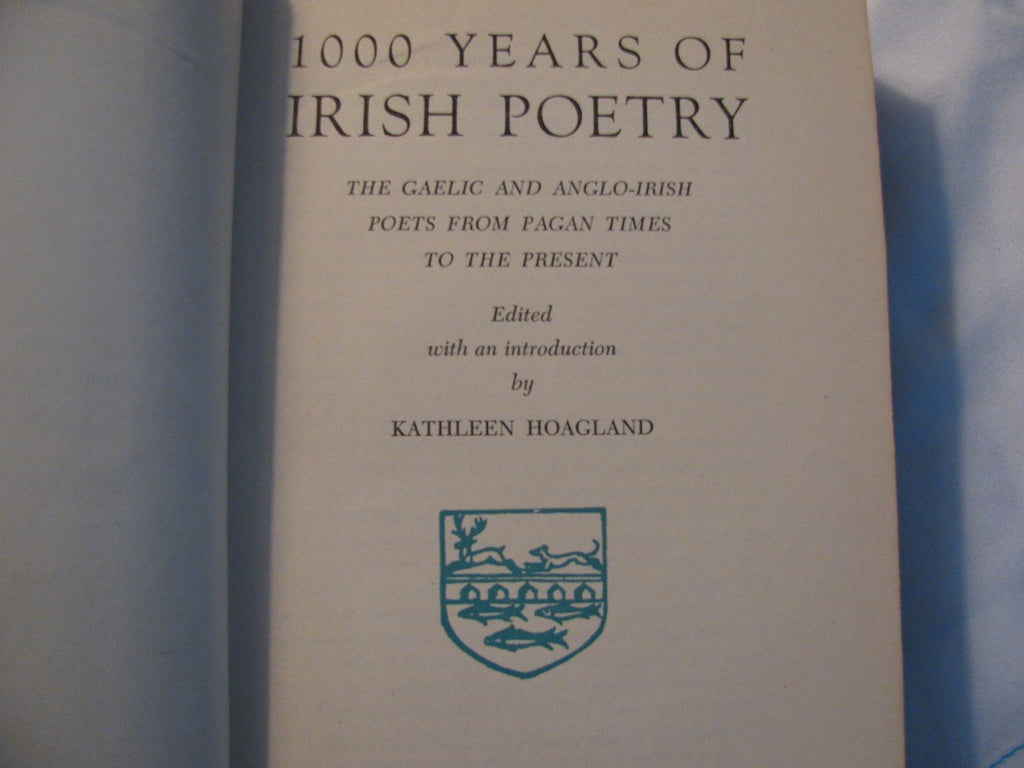 1000 YEARS OF
IRISH POETRY
THE GAELIC AND ANGLO-IRISH
POETS FROM PAGAN TIMES
TO THE PRESENT
Edited
with an introduction
by
KATHLEEN HOAGLAND